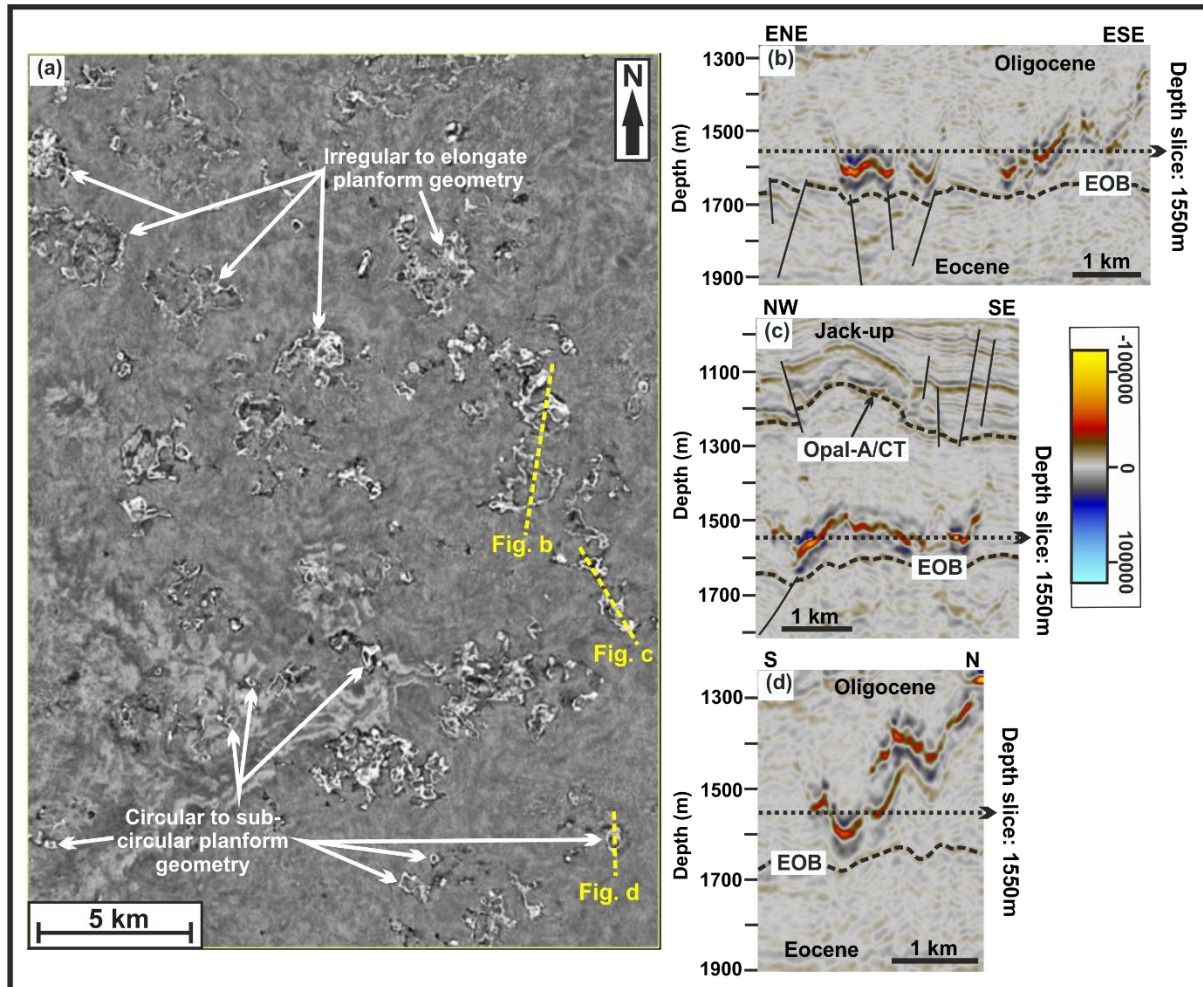 (a)
N
Irregular to elongate
planform geometry
Fig. b
Fig. c
Circular to sub-
circular planform
geometry
Fig. d
5 km
ENE
ESE
(b)
Oligocene
1300
1500
1700
1900
Depth (m)
EOB
Eocene
1 km
Depth slice: 1550m
NW
SE
(c)
Jack-up
1100
1300
1500
1700
Depth (m)
Opal-A/CT
EOB
1 km
Depth slice: 1550m
-100000
0
100000
S
N
(d)
Oligocene
1300
1500
1700
1900
Depth (m)
EOB
Eocene
1 km
Depth slice: 1550m